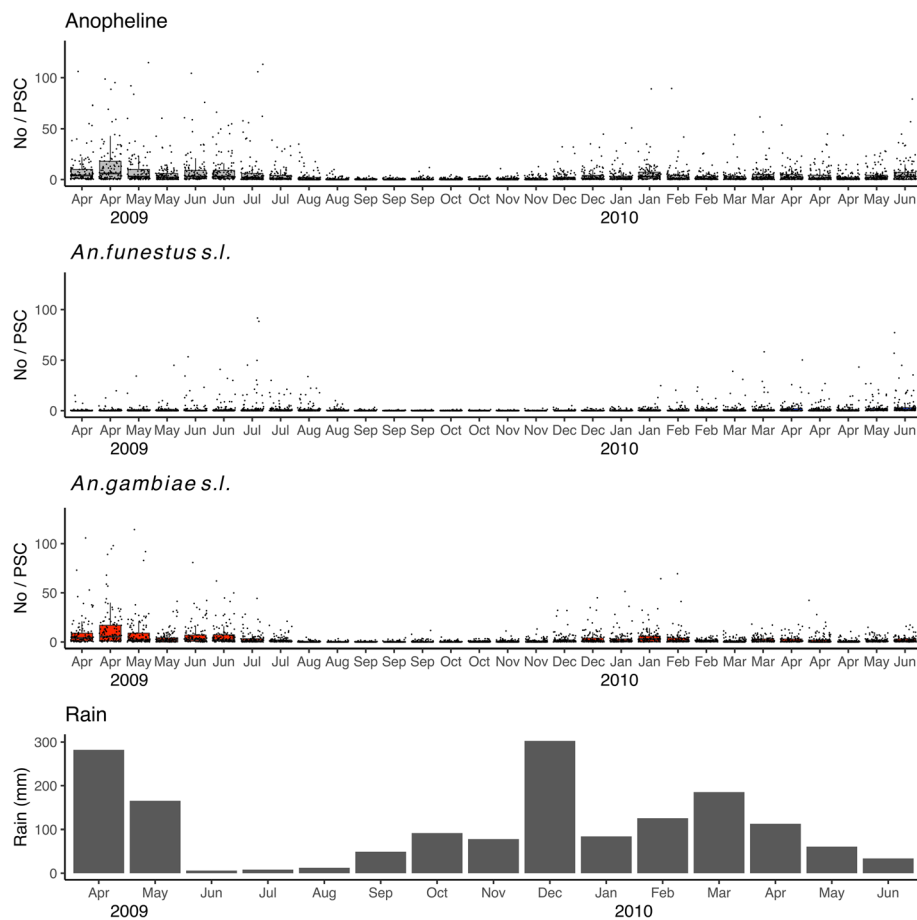 Anopheline
No / PSC
100
50
0
Apr Apr May May Jun Jun Jul Jul Aug Aug Sep Sep Oct Oct Nov Nov Dec Dec Jan Jan Feb Feb Mar Mar Apr Apr Apr May Jun
2009 2010
An.funestus s.l.
No / PSC
100
50
0
Apr Apr May May Jun Jun Jul Jul Aug Aug Sep Sep Oct Oct Nov Nov Dec Dec Jan Jan Feb Feb Mar Mar Apr Apr Apr May Jun
2009 2010
An.gambiae s.l.
No / PSC
100
50
0
Apr Apr May May Jun Jun Jul Jul Aug Aug Sep Sep Oct Oct Nov Nov Dec Dec Jan Jan Feb Feb Mar Mar Apr Apr Apr May Jun
2009 2010
Rain
Rain (mm)
300
200
100
0
Apr May Jun Jul Aug Sep Oct Nov Dec Jan Feb Mar Apr May Jun
2009 2010